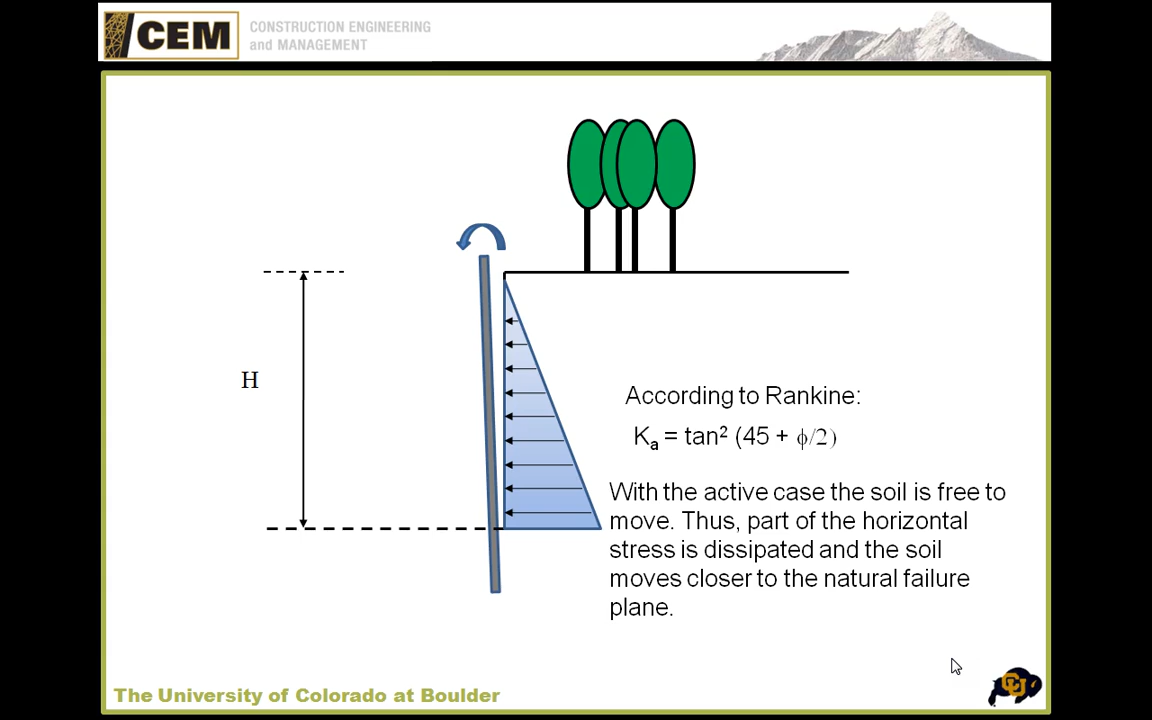 CEM
CONSTRUCTION ENGINEERING
and MANAGEMENT
H
According to Rankine:
Kₐ = tan² (45 + ϕ/2)
With the active case the soil is free to
move. Thus, part of the horizontal
stress is dissipated and the soil
moves closer to the natural failure
plane.
The University of Colorado at Boulder
CU